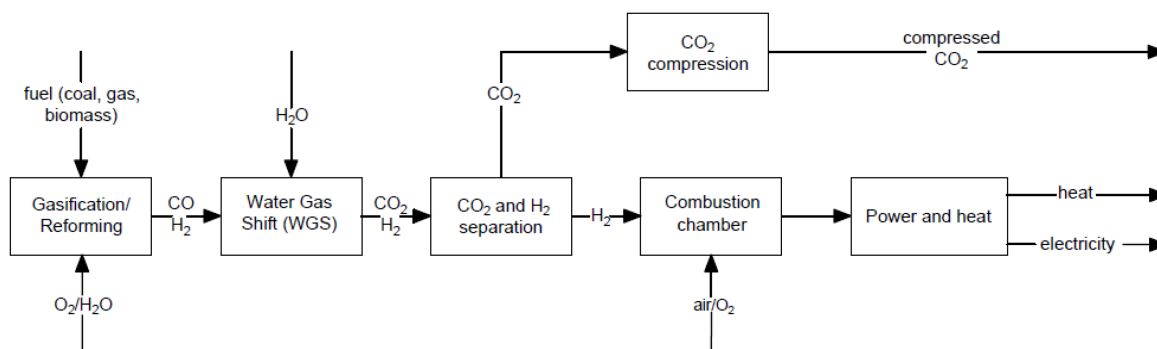 CO₂
compression
compressed
CO₂
fuel (coal, gas,
biomass)
H₂O
CO₂
Gasification/
Reforming
CO
H₂
Water Gas
Shift (WGS)
CO₂
H₂
CO₂ and H₂
separation
H₂
Combustion
chamber
Power and heat
heat
electricity
O₂/H₂O
air/O₂